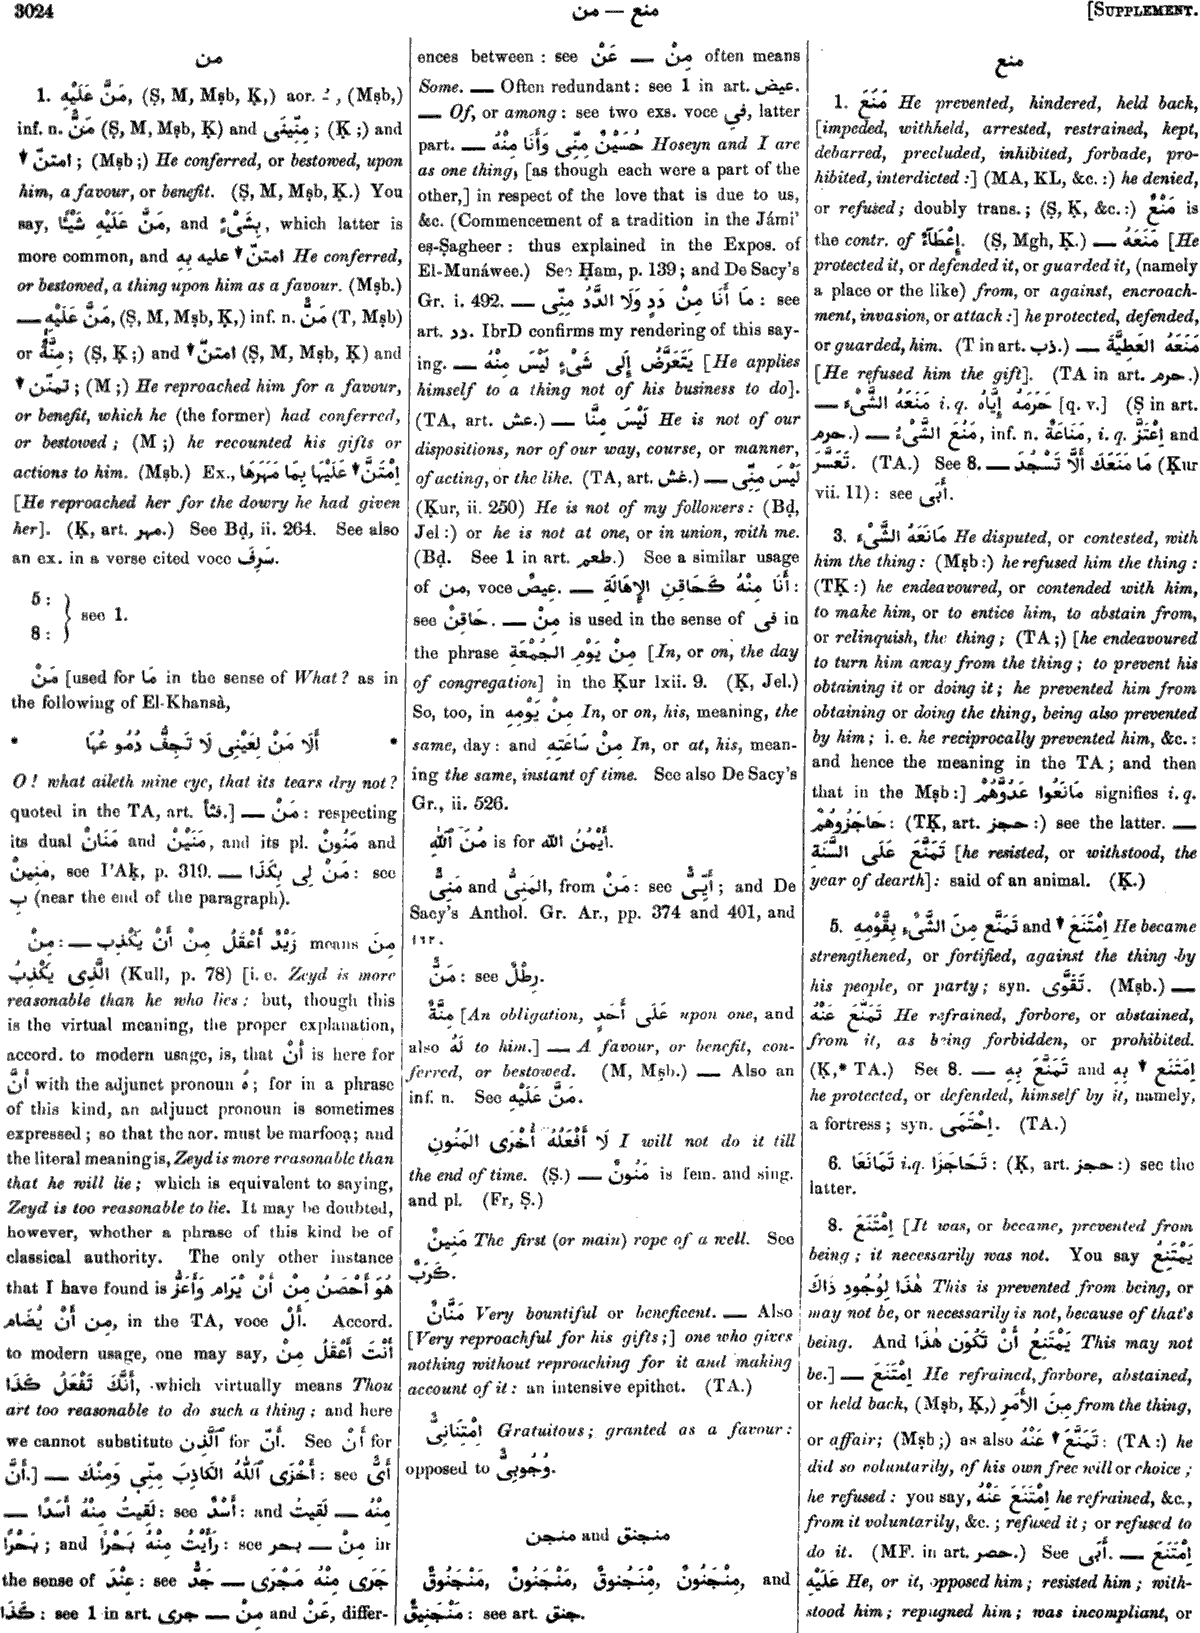 3024
منع — من
[SUPPLEMENT.
من
1. مَنَّ عَلَيْهِ, (Ṣ, M, Mṣb, Ḳ,) aor. ـُ , (Mṣb,)
inf. n. مَنٌّ (Ṣ, M, Mṣb, Ḳ) and مِنِّينَى ; (Ḳ ;) and
▼ امتنّ ; (Mṣb ;) He conferred, or bestowed, upon
him, a favour, or benefit. (Ṣ, M, Mṣb, Ḳ.) You
say, مَنَّ عَلَيْهِ شَيْئًا, and بِشَىْءٍ, which latter is
more common, and ▼ امتنّ عليه به He conferred,
or bestowed, a thing upon him as a favour. (Mṣb.)
— مَنَّ عَلَيْهِ, (Ṣ, M, Mṣb, Ḳ,) inf. n. مَنٌّ (T, Mṣb)
or مِنَّةٌ; (Ṣ, Ḳ ;) and ▼ امتنّ (Ṣ, M, Mṣb, Ḳ) and
▼ تمنّن ; (M ;) He reproached him for a favour,
or benefit, which he (the former) had conferred,
or bestowed ; (M ;) he recounted his gifts or
actions to him. (Mṣb.) Ex., ▼ اِمْتَنَّ عَلَيْهَا بِمَا مَهَرَهَا
[He reproached her for the dowry he had given
her]. (Ḳ, art. مهر.) See Bḍ, ii. 264. See also
an ex. in a verse cited voce سَرِفَ.
5 :
8 : } see 1.
مَنْ [used for مَا in the sense of What ? as in
the following of El-Khansà,
* أَلَا مَنْ لِعَيْنِى لَا تَجِفُّ دُمُوعُهَا *
O ! what aileth mine eye, that its tears dry not ?
quoted in the TA, art. فثأ.] — مَنْ : respecting
its dual مَنَانْ and مَنَيْنْ, and its pl. مَنُونْ and
مَنِينْ, see I'Aḳ, p. 319. — مَنْ لِى بِكَذَا : see
بِ (near the end of the paragraph).
مِنْ : — زَيْدٌ أَعْقَلُ مِنْ أَنْ يَكْذِبَ means مِنَ
الَّذِى يَكْذِبُ (Kull, p. 78) [i. e. Zeyd is more
reasonable than he who lies : but, though this
is the virtual meaning, the proper explanation,
accord. to modern usage, is, that أَنْ is here for
أَنَّ with the adjunct pronoun هُ ; for in a phrase
of this kind, an adjunct pronoun is sometimes
expressed ; so that the aor. must be marfooạ; and
the literal meaning is, Zeyd is more reasonable than
that he will lie ; which is equivalent to saying,
Zeyd is too reasonable to lie. It may be doubted,
however, whether a phrase of this kind be of
classical authority. The only other instance
that I have found is هُوَ أَحْصَنُ مِنْ أَنْ يُرَامَ وَأَعَزُّ
مِن أَنْ يُضَامَ, in the TA, voce أَلْ. Accord.
to modern usage, one may say, أَنْتَ أَعْقَلُ مِنْ
أَنَّكَ تَفْعَلُ كَذَا, which virtually means Thou
art too reasonable to do such a thing ; and here
we cannot substitute ٱلَّذِى for أَنّ. See أَنْ for
أَنَّ.] — أَخْزَى ٱللّٰهُ الكَاذِبَ مِنِّى وَمِنْكَ : see أَىُّ
— لَقِيتُ مِنْهُ أَسَدًا : see أَسَدٌ : and — لَقِيتُ مِنْهُ
بَحْرًا ; and رَأَيْتُ مِنْهُ بَحْرًا : see بحر — مِنْ in
the sense of عِنْدَ : see جَدٌّ — جَرَى مِنْهُ مَجْرَى
كَذَا : see 1 in art. جرى — مِنْ and عَنْ, differ-
ences between : see عَنْ — مِنْ often means
Some. — Often redundant : see 1 in art. عيض.
— Of, or among : see two exs. voce فِى, latter
part. — حُسَيْنٌ مِنِّى وَأَنَا مِنْهُ Hoseyn and I are
as one thing, [as though each were a part of the
other,] in respect of the love that is due to us,
&c. (Commencement of a tradition in the Jámi'
eṣ-Ṣagheer : thus explained in the Expos. of
El-Munáwee.) See Ḥam, p. 139 ; and De Sacy's
Gr. i. 492. — مَا أَنَا مِنْ دَدٍ وَلَا الدَّدُ مِنِّى : see
art. دد. IbrD confirms my rendering of this say-
ing. — يَتَعَرَّضُ إِلَى شَىْءٍ لَيْسَ مِنْهُ [He applies
himself to a thing not of his business to do].
(TA, art. عش.) — لَيْسَ مِنَّا He is not of our
dispositions, nor of our way, course, or manner,
of acting, or the like. (TA, art. غش.) — لَيْسَ مِنِّى
(Ḳur, ii. 250) He is not of my followers : (Bḍ,
Jel :) or he is not at one, or in union, with me.
(Bḍ. See 1 in art. طعم.) See a similar usage
of من, voce عِيصٌ. — أَنَا مِنْهُ كَحَاقِنِ الإِهَالَةِ :
see حَاقِنٌ. — مِنْ is used in the sense of فِى in
the phrase مِنْ يَوْمِ الجُمْعَةِ [In, or on, the day
of congregation] in the Ḳur lxii. 9. (Ḳ, Jel.)
So, too, in مِنْ يَوْمِهِ In, or on, his, meaning, the
same, day : and مِنْ سَاعَتِهِ In, or at, his, mean-
ing the same, instant of time. See also De Sacy's
Gr., ii. 526.
مُنَ ٱللّٰهِ is for أَيْمُنُ اللّٰهِ.
مَنِىٌّ and المَنِىُّ, from مَنْ : see أَيِّىٌّ ; and De
Sacy's Anthol. Gr. Ar., pp. 374 and 401, and
١٦٢.
مَنٌّ : see رِطْلٌ.
مِنَّةٌ [An obligation, عَلَى أَحَدٍ upon one, and
also لَهُ to him.] — A favour, or benefit, con-
ferred, or bestowed. (M, Mṣb.) — Also an
inf. n. See مَنَّ عَلَيْهِ.
لَا أَفْعَلُهُ أُخْرَى المَنُونِ I will not do it till
the end of time. (Ṣ.) — مَنُونٌ is fem. and sing.
and pl. (Fr, Ṣ.)
مَنِينٌ The first (or main) rope of a well. See
كَرَبٌ.
مَنَّانٌ Very bountiful or beneficent. — Also
[Very reproachful for his gifts ;] one who gives
nothing without reproaching for it and making
account of it : an intensive epithet. (TA.)
اِمْتِنَانِىٌّ Gratuitous ; granted as a favour :
opposed to وُجُوبِىٌّ.
منجنق and منجن
مَنْجَنُونٌ, مِنْجَنُونٌ, مَنْجَنُوقٌ, مَنْجَنُونٌ, مَنْجَنُوقٌ, and
مَنْجَنِيقٌ : see art. جنق.
منع
1. مَنَعَ He prevented, hindered, held back,
[impeded, withheld, arrested, restrained, kept,
debarred, precluded, inhibited, forbade, pro-
hibited, interdicted :] (MA, KL, &c. :) he denied,
or refused ; doubly trans. ; (Ṣ, Ḳ, &c. :) مَنْعٌ is
the contr. of إِعْطَآءٌ. (Ṣ, Mgh, Ḳ.) — مَنَعَهُ [He
protected it, or defended it, or guarded it, (namely
a place or the like) from, or against, encroach-
ment, invasion, or attack :] he protected, defended,
or guarded, him. (T in art. ذب.) — مَنَعَهُ العَطِيَّةَ
[He refused him the gift]. (TA in art. حرم.)
— مَنَعَهُ الشَّىْءَ i. q. حَرَمَهُ إِيَّاهُ [q. v.] (Ṣ in art.
حرم.) — مَنُعَ الشَّىْءُ, inf. n. مَنَاعَةٌ, i. q. اِعْتَزَّ and
تَعَسَّرَ. (TA.) See 8. — مَا مَنَعَكَ أَلَّا تَسْجُدَ (Ḳur
vii. 11) : see أَبَى.
3. مَانَعَهُ الشَّىْءَ He disputed, or contested, with
him the thing : (Mṣb :) he refused him the thing :
(TḲ :) he endeavoured, or contended with him,
to make him, or to entice him, to abstain from,
or relinquish, the thing ; (TA ;) [he endeavoured
to turn him away from the thing ; to prevent his
obtaining it or doing it ; he prevented him from
obtaining or doing the thing, being also prevented
by him ; i. e. he reciprocally prevented him, &c. :
and hence the meaning in the TA ; and then
that in the Mṣb :] مَانَعُوا عَدُوَّهُمْ signifies i. q.
حَاجَزُوهُمْ : (TḲ, art. حجز :) see the latter. —
تَمَنَّعَ عَلَى السَّنَةِ [he resisted, or withstood, the
year of dearth] : said of an animal. (Ḳ.)
5. تَمَنَّعَ مِنَ الشَّىْءِ بِقَوْمِهِ and ▼ اِمْتَنَعَ He became
strengthened, or fortified, against the thing by
his people, or party ; syn. تَقَوَّى. (Mṣb.) —
تَمَنَّعَ عَنْهُ He refrained, forbore, or abstained,
from it, as being forbidden, or prohibited.
(Ḳ,* TA.) See 8. — تَمَنَّعَ بِهِ and ▼ اِمْتَنَعَ بِهِ
he protected, or defended, himself by it, namely,
a fortress ; syn. اِحْتَمَى. (TA.)
6. تَمَانَعَا i. q. تَحَاجَزَا : (Ḳ, art. حجز :) see the
latter.
8. اِمْتَنَعَ [It was, or became, prevented from
being ; it necessarily was not. You say يَمْتَنِعُ
هٰذَا لِوُجُودِ ذَاكَ This is prevented from being, or
may not be, or necessarily is not, because of that's
being. And يَمْتَنِعُ أَنْ تَكُونَ هٰذَا This may not
be.] — اِمْتَنَعَ He refrained, forbore, abstained,
or held back, (Mṣb, Ḳ,) مِنَ الأَمْرِ from the thing,
or affair; (Mṣb ;) as also ▼ تَمَنَّعَ عَنْهُ : (TA :) he
did so voluntarily, of his own free will or choice ;
he refused : you say, اِمْتَنَعَ عَنْهُ he refrained, &c.,
from it voluntarily, &c. ; refused it ; or refused to
do it. (MF. in art. حصر.) See أَبَى. — اِمْتَنَعَ
عَلَيْهِ He, or it, opposed him ; resisted him ; with-
stood him ; repugned him ; was incompliant, or